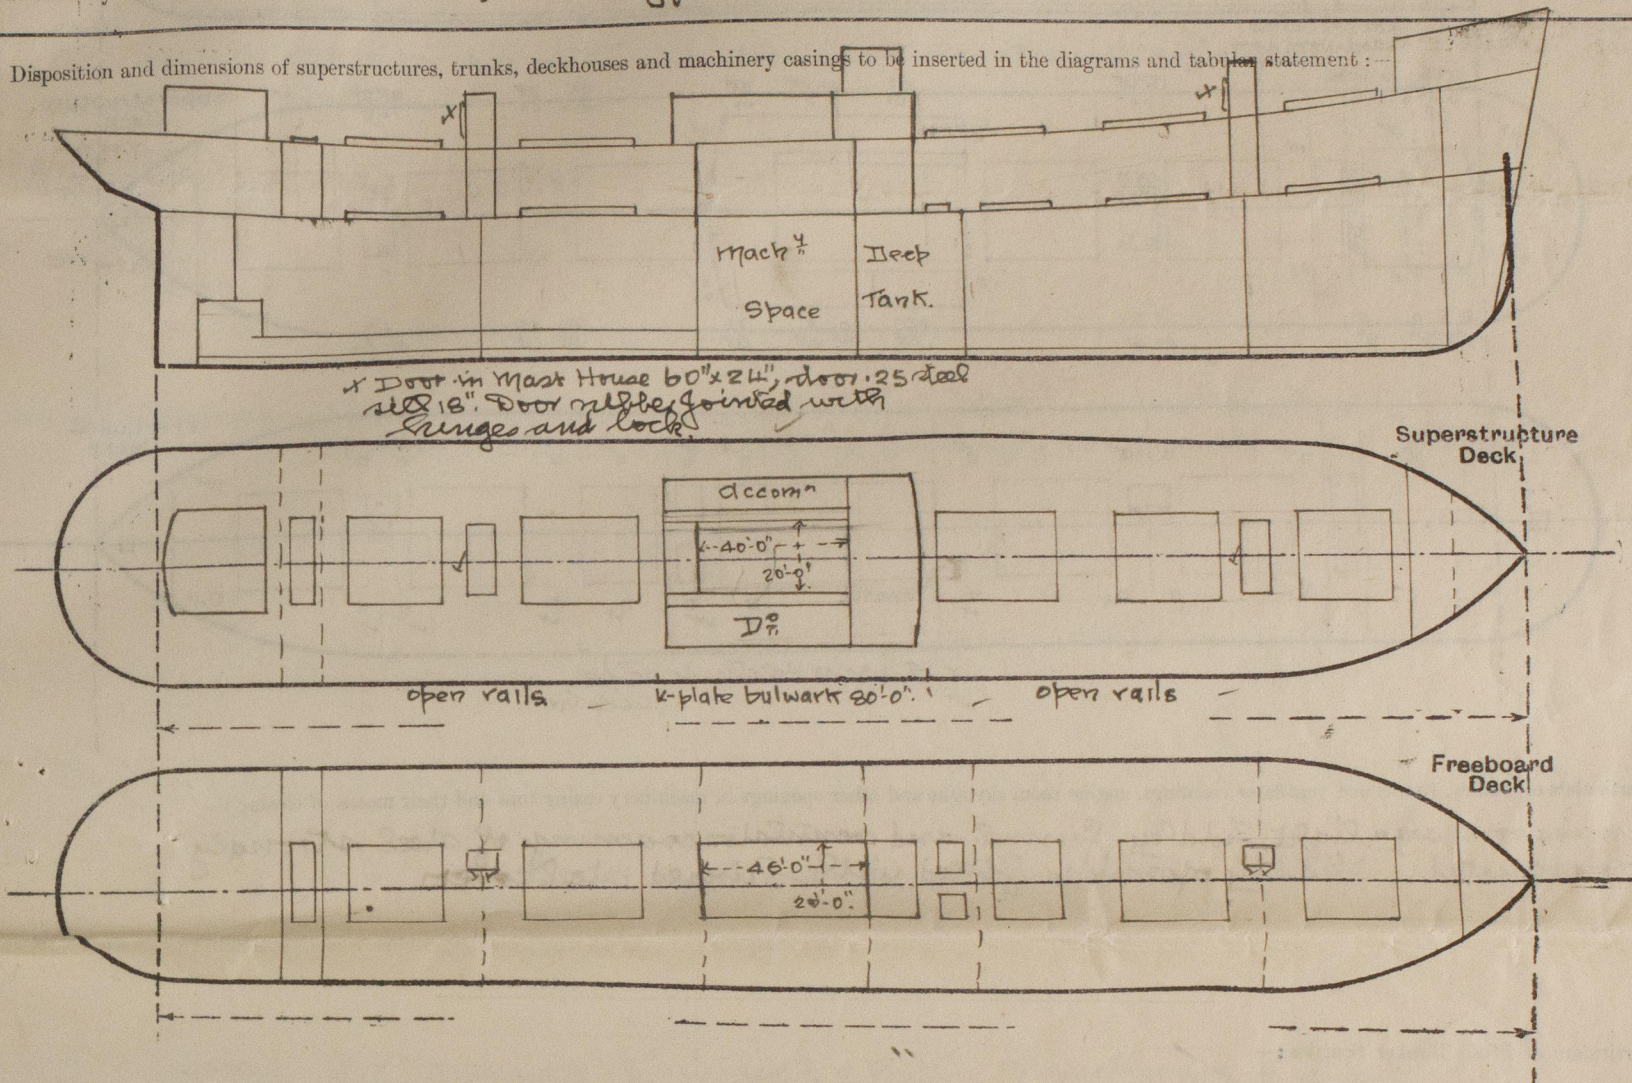 Disposition and dimensions of superstructures, trunks, deckhouses and machinery casings to be inserted in the diagrams and tabular statement :—
x
x
Mach y/n
Space
Deep
Tank.
x Door in Mast House 60"x24", door .25 steel
sill 18". Door rubber jointed with
hinges and lock.
Superstructure
Deck
accomn
40'-0"
20'-0"
Do
open rails
plate bulwark 80'-0".
open rails
Freeboard
Deck
46'-0"